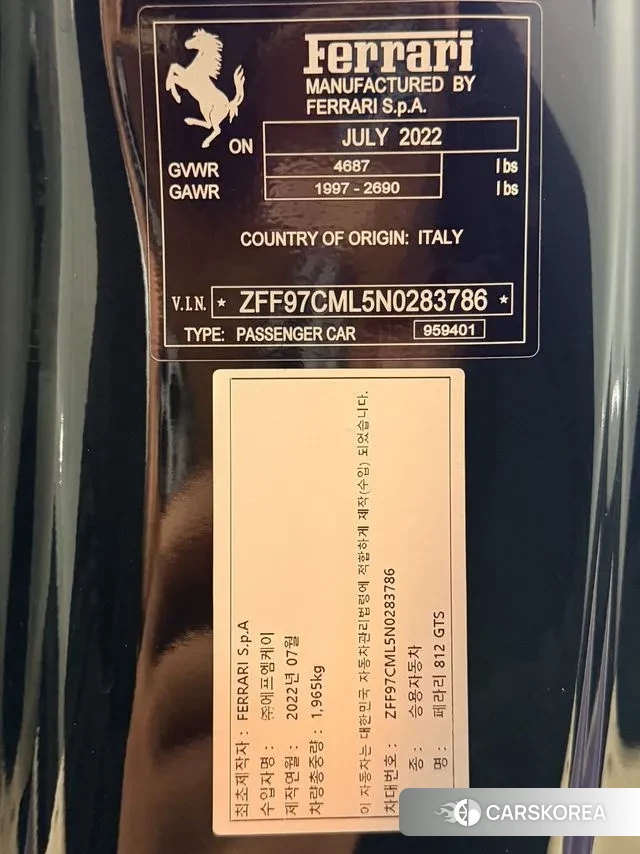 Ferrari
MANUFACTURED BY
FERRARI S.p.A.
ON JULY 2022
GVWR 4687 lbs
GAWR 1997 - 2690 lbs
COUNTRY OF ORIGIN: ITALY
V.I.N. * ZFF97CML5N0283786 *
TYPE: PASSENGER CAR 959401
최초제작자 : FERRARI S.p.A
수입자명 : ㈜에프엠케이
제작연월 : 2022년 07월
차량총중량 : 1,965kg
이 자동차는 대한민국 자동차관리법령에 적합하게 제작(수입) 되었습니다.
차대번호 : ZFF97CML5N0283786
종 : 승용자동차
명 : 페라리 812 GTS
CARSKOREA